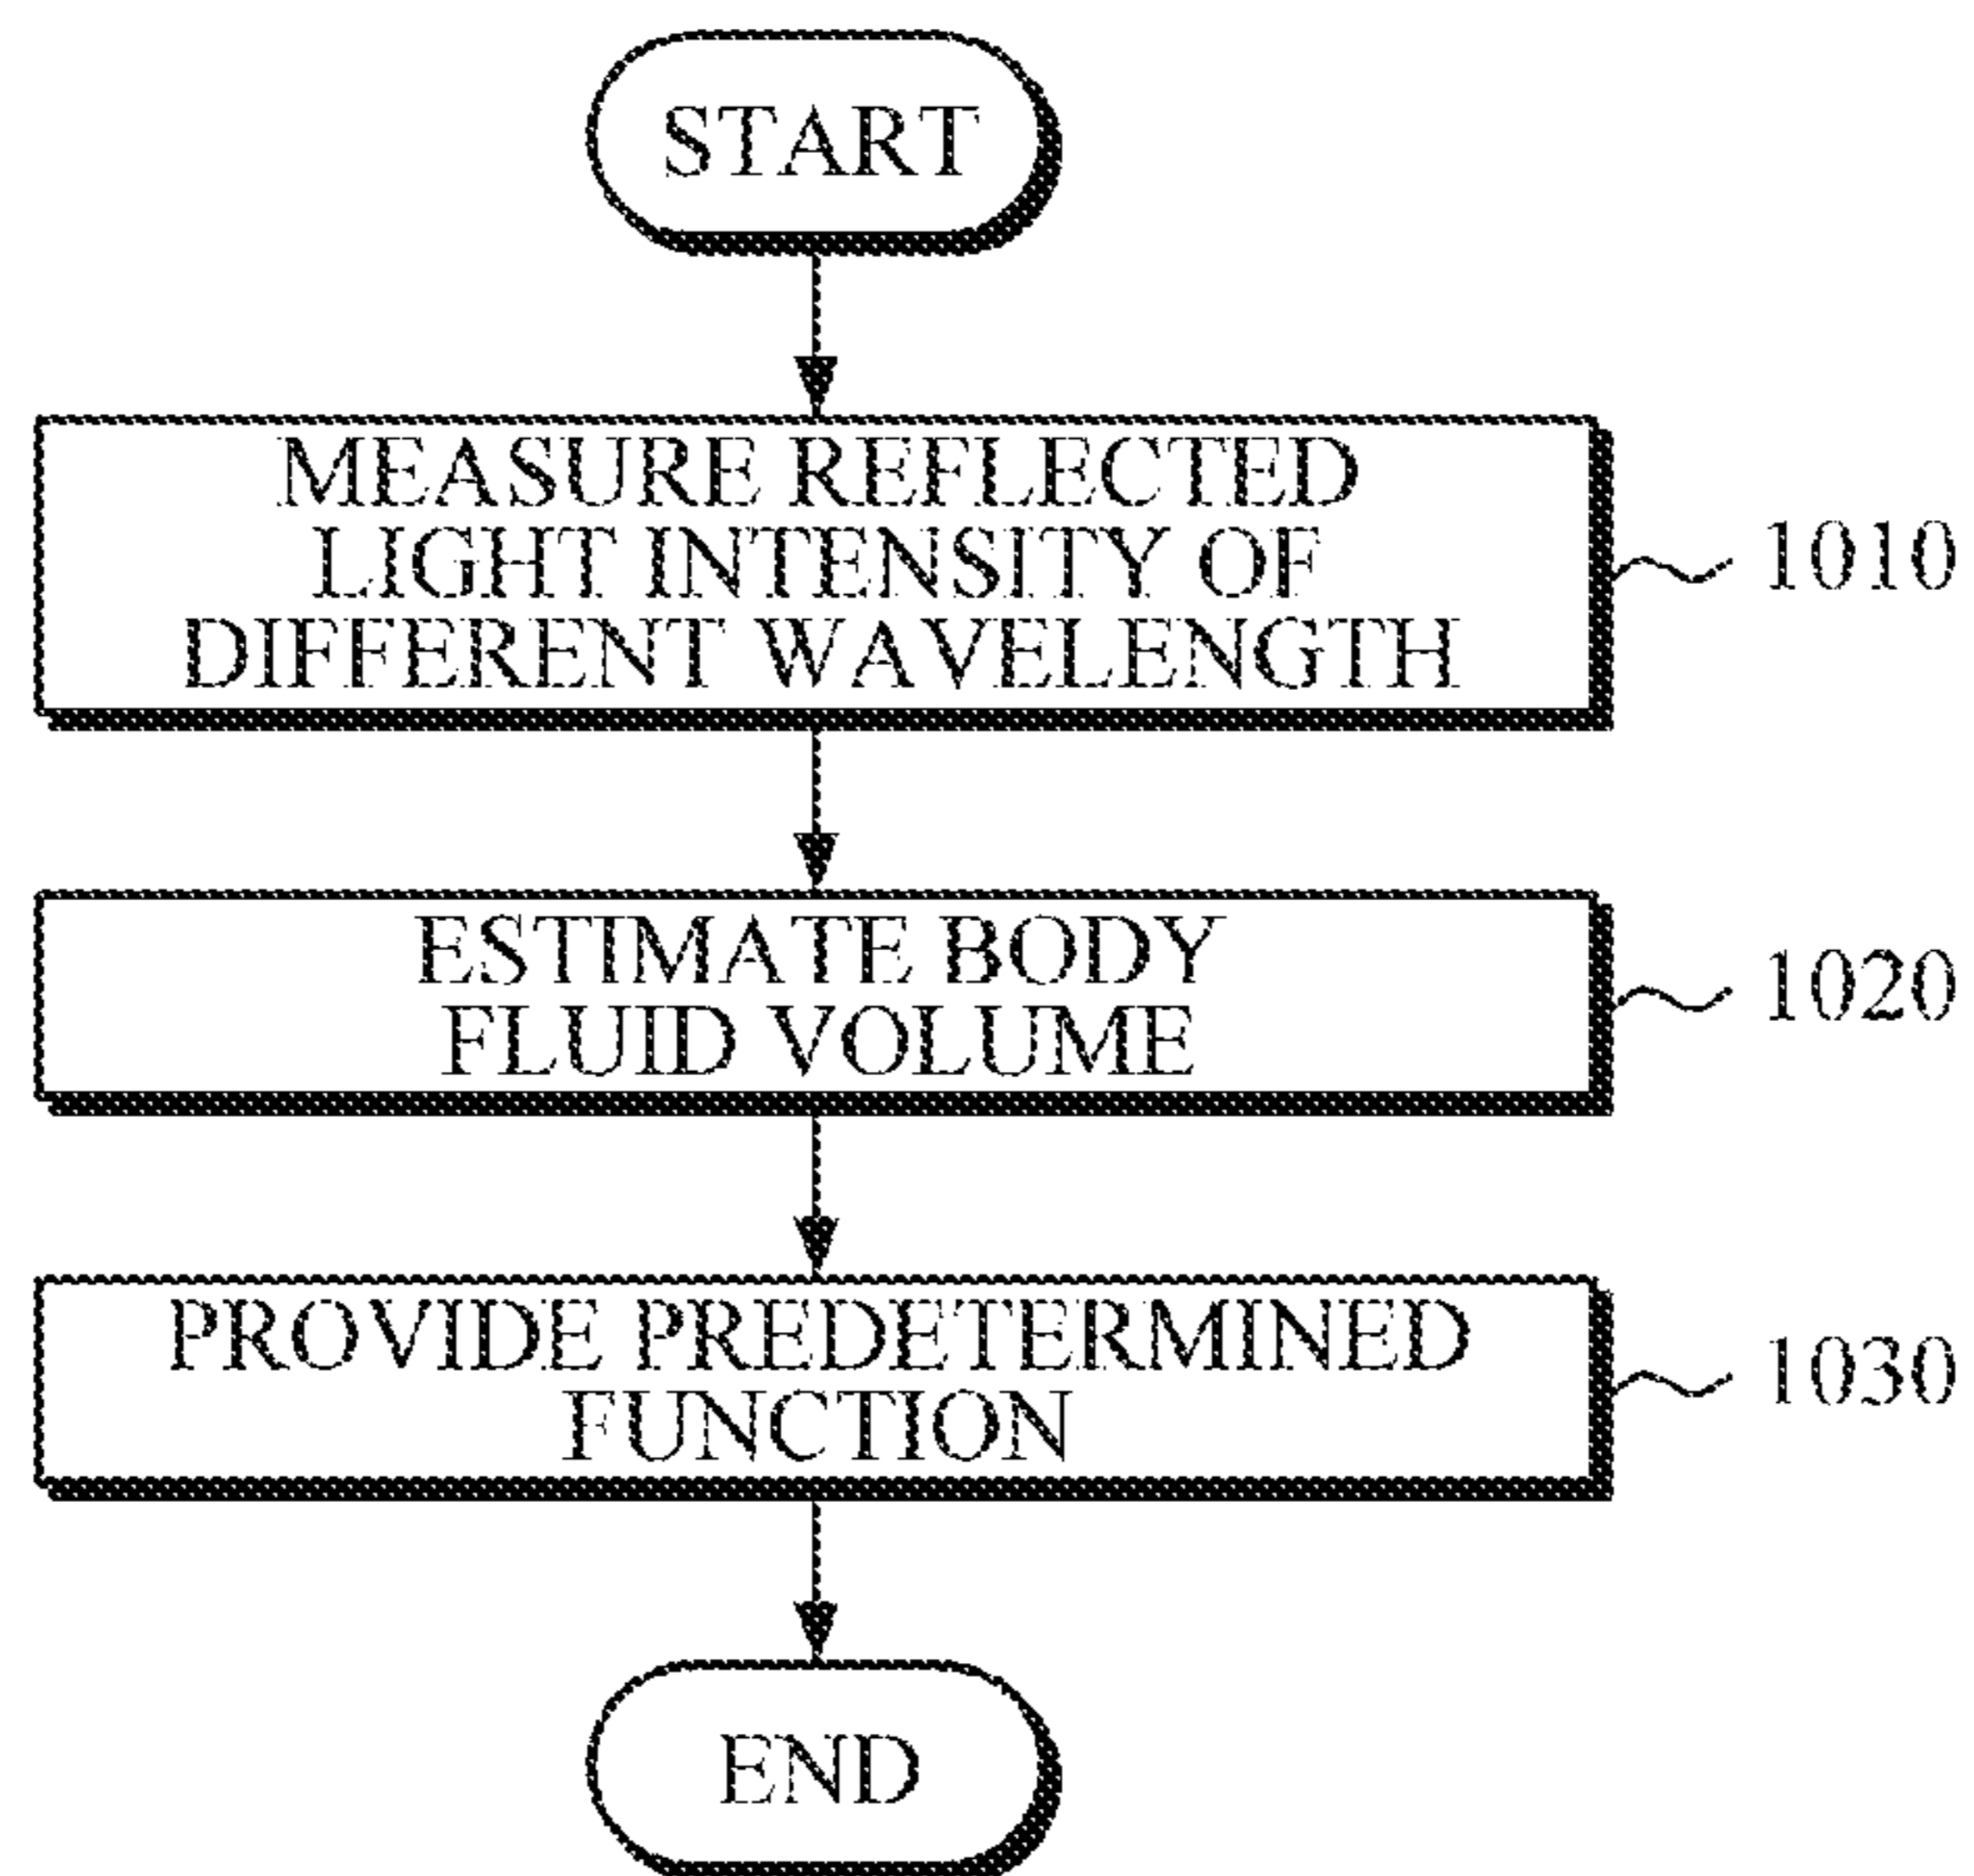 START
MEASURE REFLECTED
LIGHT INTENSITY OF
DIFFERENT WAVELENGTH
1010
ESTIMATE BODY
FLUID VOLUME
1020
PROVIDE PREDETERMINED
FUNCTION
1030
END